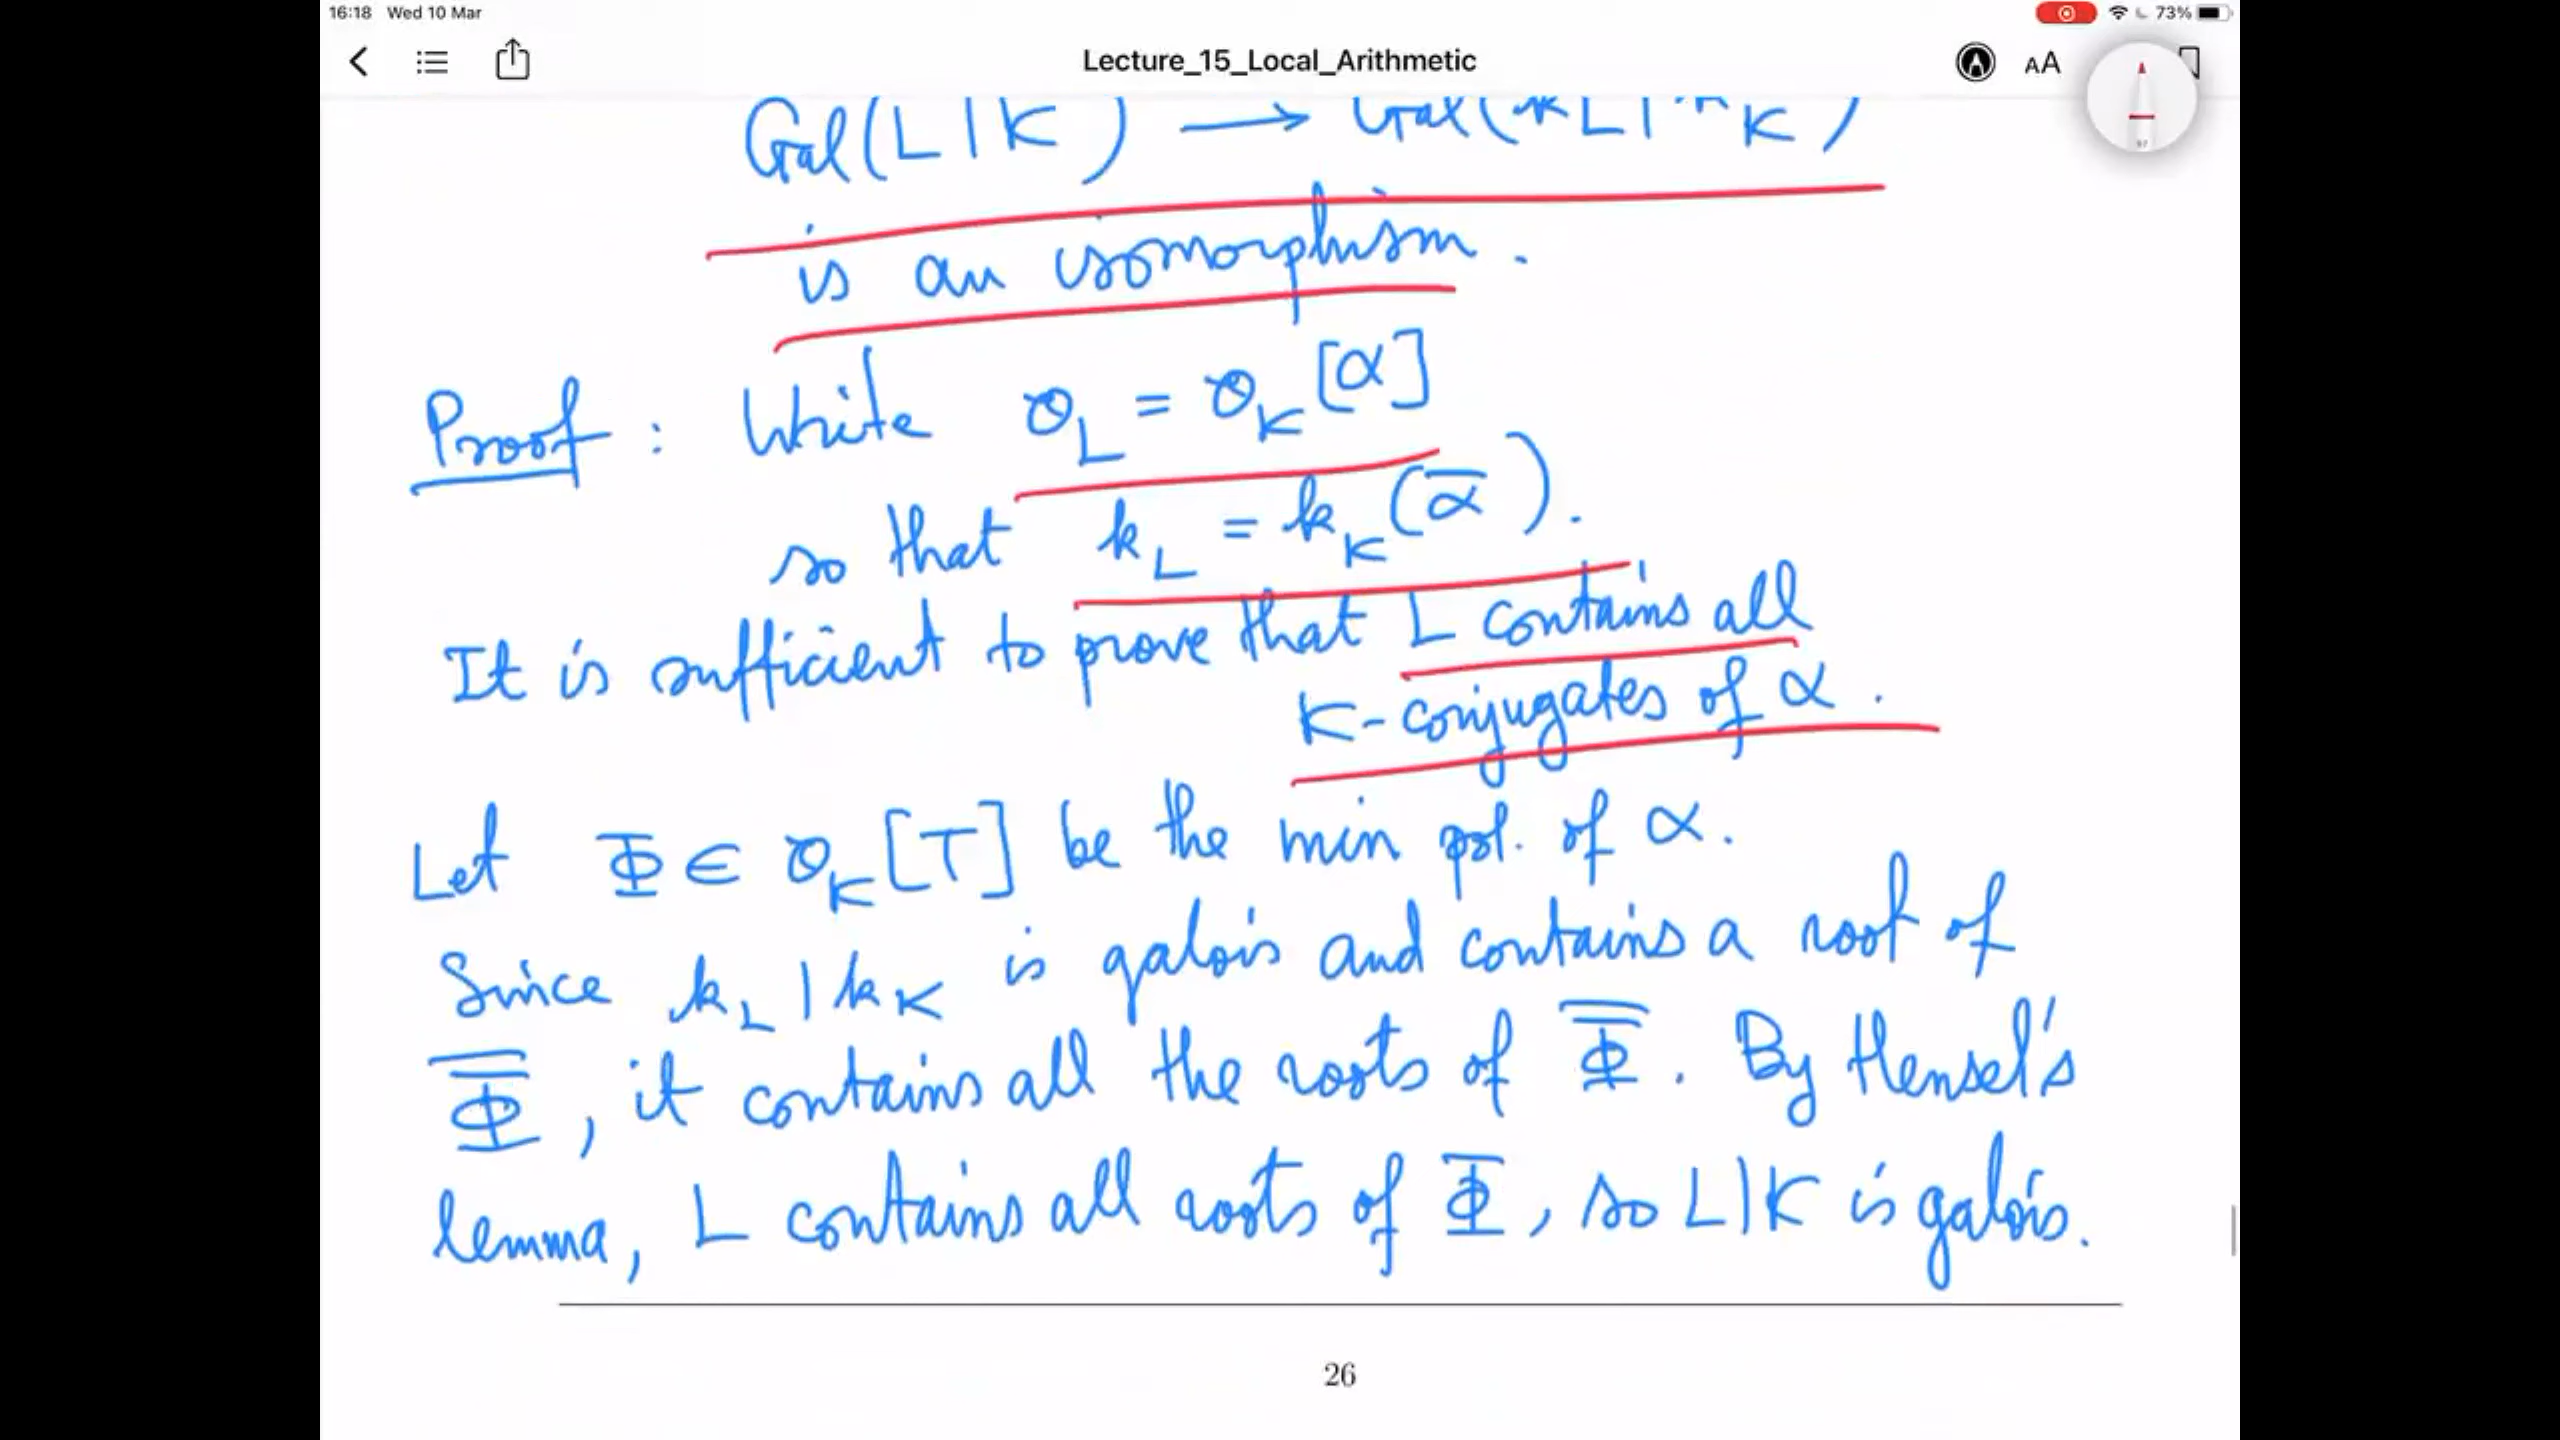 16:18 Wed 10 Mar 73%
Lecture_15_Local_Arithmetic
AA
Gal(L|K) → Gal(k_L|k_K)
is an isomorphism.
Proof: Write 𝔬_L = 𝔬_K[α]
so that k_L = k_K(ᾱ).
It is sufficient to prove that L contains all
K-conjugates of α.
Let Φ ∈ 𝔬_K[T] be the min pol. of α.
Since k_L|k_K is galois and contains a root of
Φ̄, it contains all the roots of Φ̄. By Hensel's
lemma, L contains all roots of Φ̄, so L|K is galois.
26